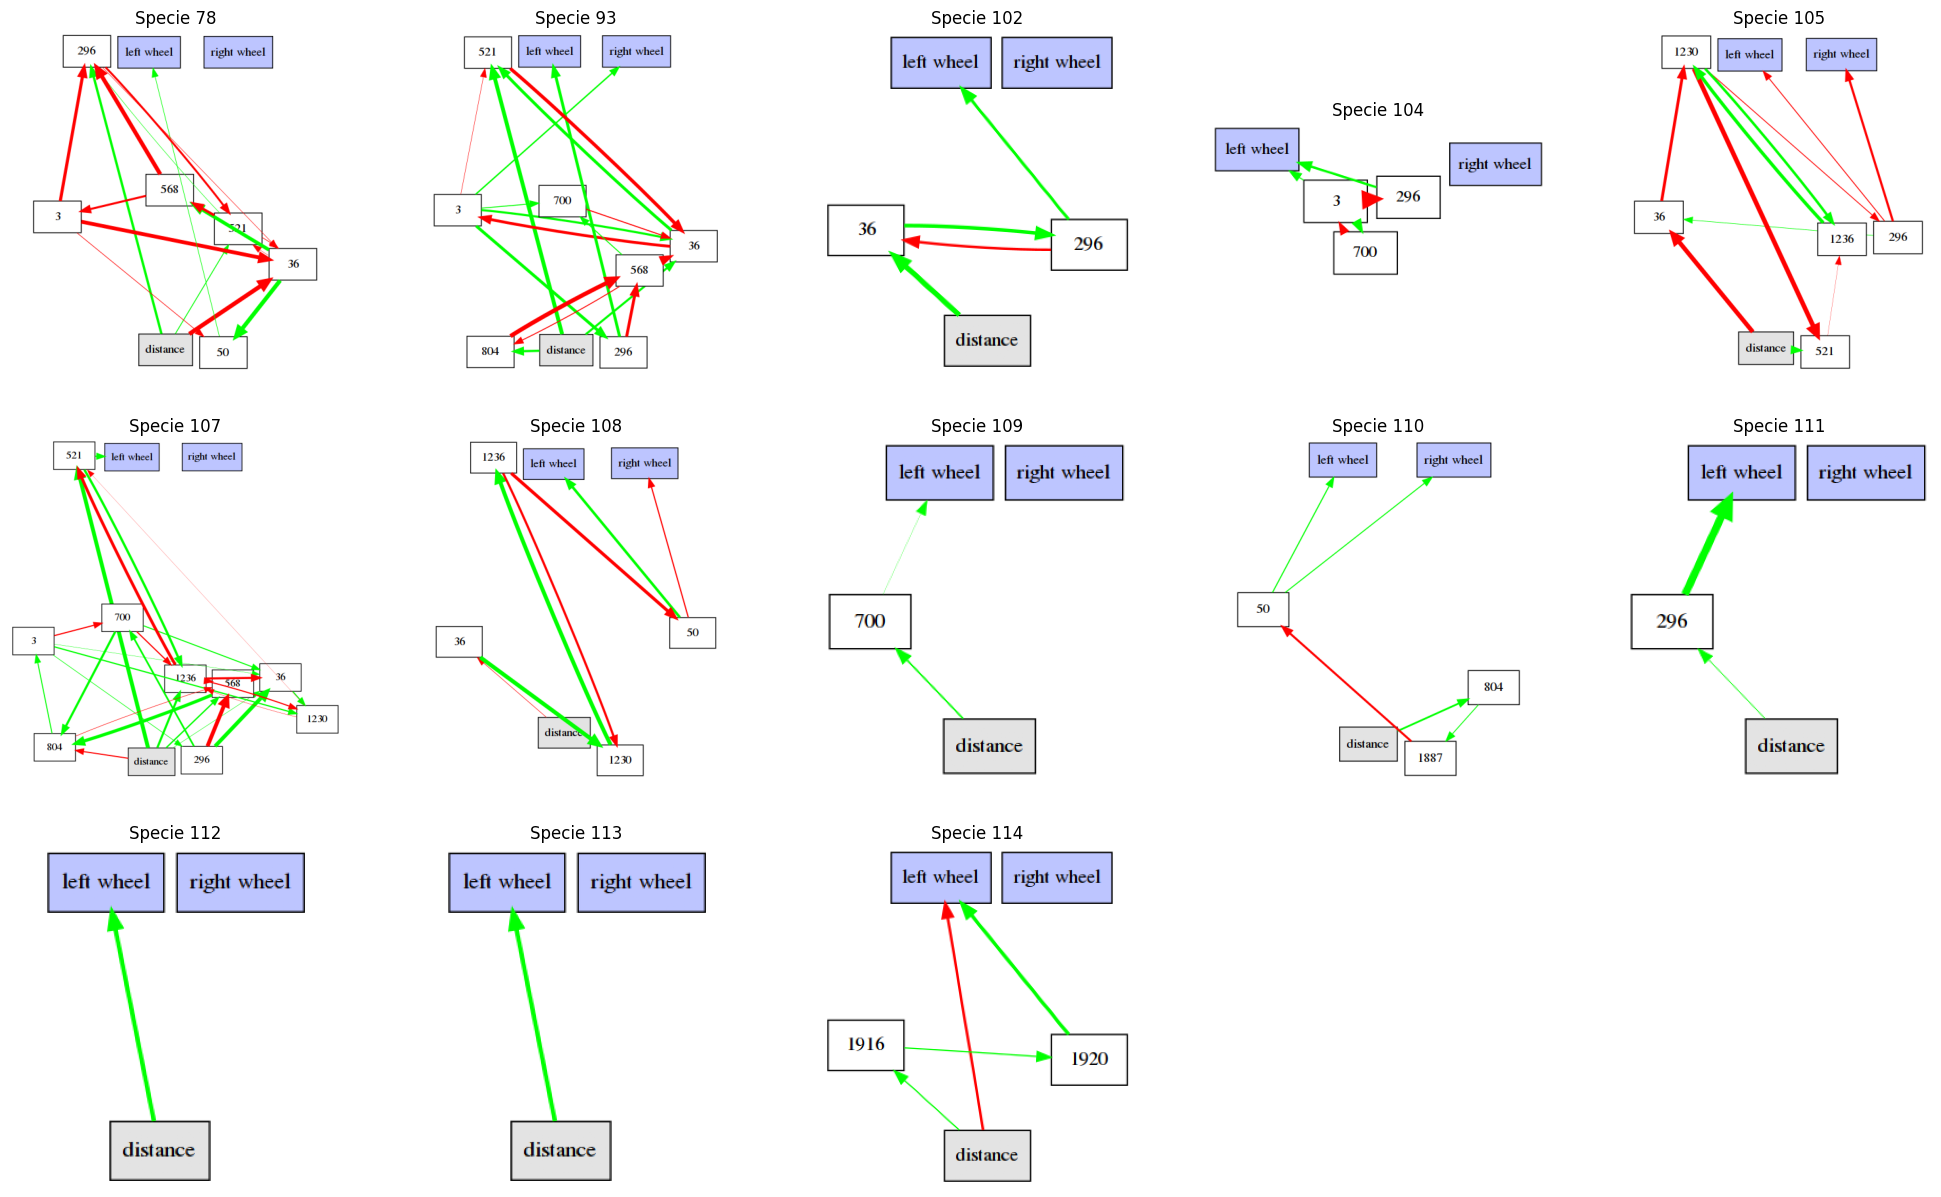 Specie 78
296
left wheel
right wheel
568
3
521
36
distance
50
Specie 93
521
left wheel
right wheel
700
3
36
568
804
distance
296
Specie 102
left wheel
right wheel
36
296
distance
Specie 104
left wheel
right wheel
3
296
700
Specie 105
1230
left wheel
right wheel
36
1236
296
distance
521
Specie 107
521
left wheel
right wheel
700
3
1236
568
36
1230
804
distance
296
Specie 108
1236
left wheel
right wheel
50
36
distance
1230
Specie 109
left wheel
right wheel
700
distance
Specie 110
left wheel
right wheel
50
804
distance
1887
Specie 111
left wheel
right wheel
296
distance
Specie 112
left wheel
right wheel
distance
Specie 113
left wheel
right wheel
distance
Specie 114
left wheel
right wheel
1916
1920
distance